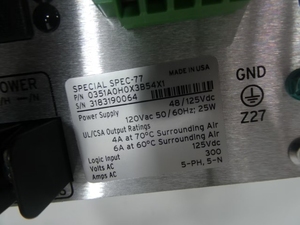 SPECIAL SPEC-77
P/N 0351A0H0X3B54X1
S/N 3183190064
MADE IN USA
Power Supply 48/125Vdc
120Vac 50/60Hz; 25W
UL/CSA Output Ratings
4A at 70°C Surrounding Air
6A at 60°C Surrounding Air
Logic Input 125Vdc
Volts AC 300
Amps AC 5-PH, 5-N
POWER
/H -/N
GND
Z27